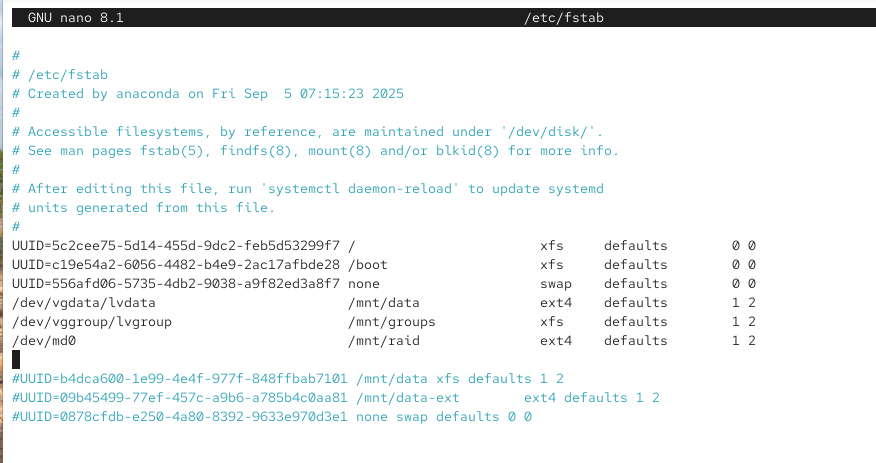 GNU nano 8.1 /etc/fstab
#
# /etc/fstab
# Created by anaconda on Fri Sep  5 07:15:23 2025
#
# Accessible filesystems, by reference, are maintained under '/dev/disk/'.
# See man pages fstab(5), findfs(8), mount(8) and/or blkid(8) for more info.
#
# After editing this file, run 'systemctl daemon-reload' to update systemd
# units generated from this file.
#
UUID=5c2cee75-5d14-455d-9dc2-feb5d53299f7 /                       xfs     defaults        0 0
UUID=c19e54a2-6056-4482-b4e9-2ac17afbde28 /boot                   xfs     defaults        0 0
UUID=556afd06-5735-4db2-9038-a9f82ed3a8f7 none                    swap    defaults        0 0
/dev/vgdata/lvdata                        /mnt/data               ext4    defaults        1 2
/dev/vggroup/lvgroup                      /mnt/groups             xfs     defaults        1 2
/dev/md0                                  /mnt/raid               ext4    defaults        1 2
#UUID=b4dca600-1e99-4e4f-977f-848ffbab7101 /mnt/data xfs defaults 1 2
#UUID=09b45499-77ef-457c-a9b6-a785b4c0aa81 /mnt/data-ext        ext4 defaults 1 2
#UUID=0878cfdb-e250-4a80-8392-9633e970d3e1 none swap defaults 0 0